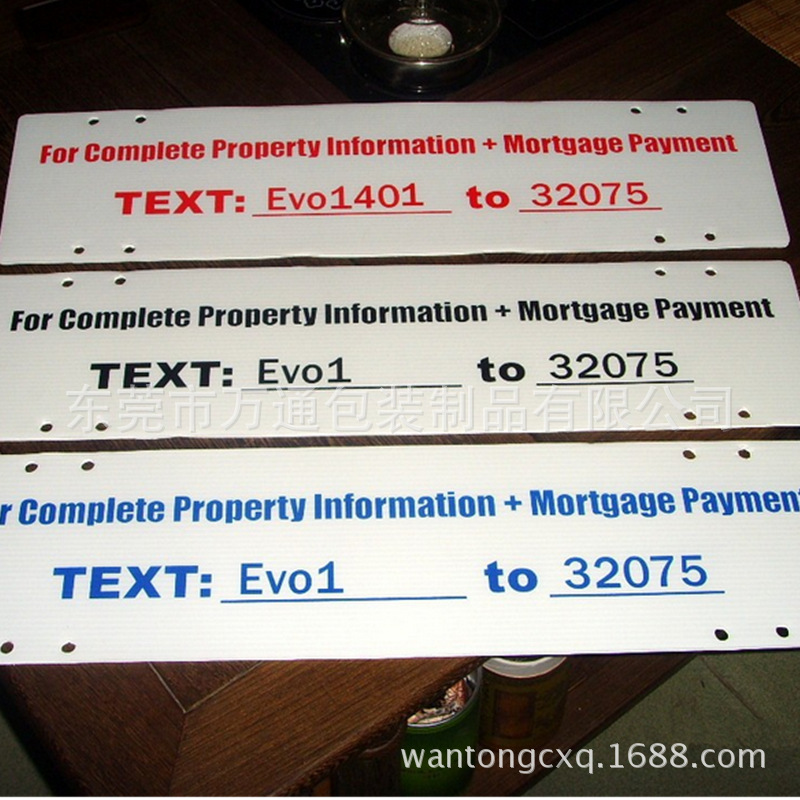 For Complete Property Information + Mortgage Payment
TEXT: Evo1401 to 32075
For Complete Property Information + Mortgage Payment
TEXT: Evo1 to 32075
东莞市万通包装制品有限公司
r Complete Property Information + Mortgage Paymen
TEXT: Evo1 to 32075
wantongcxq.1688.com